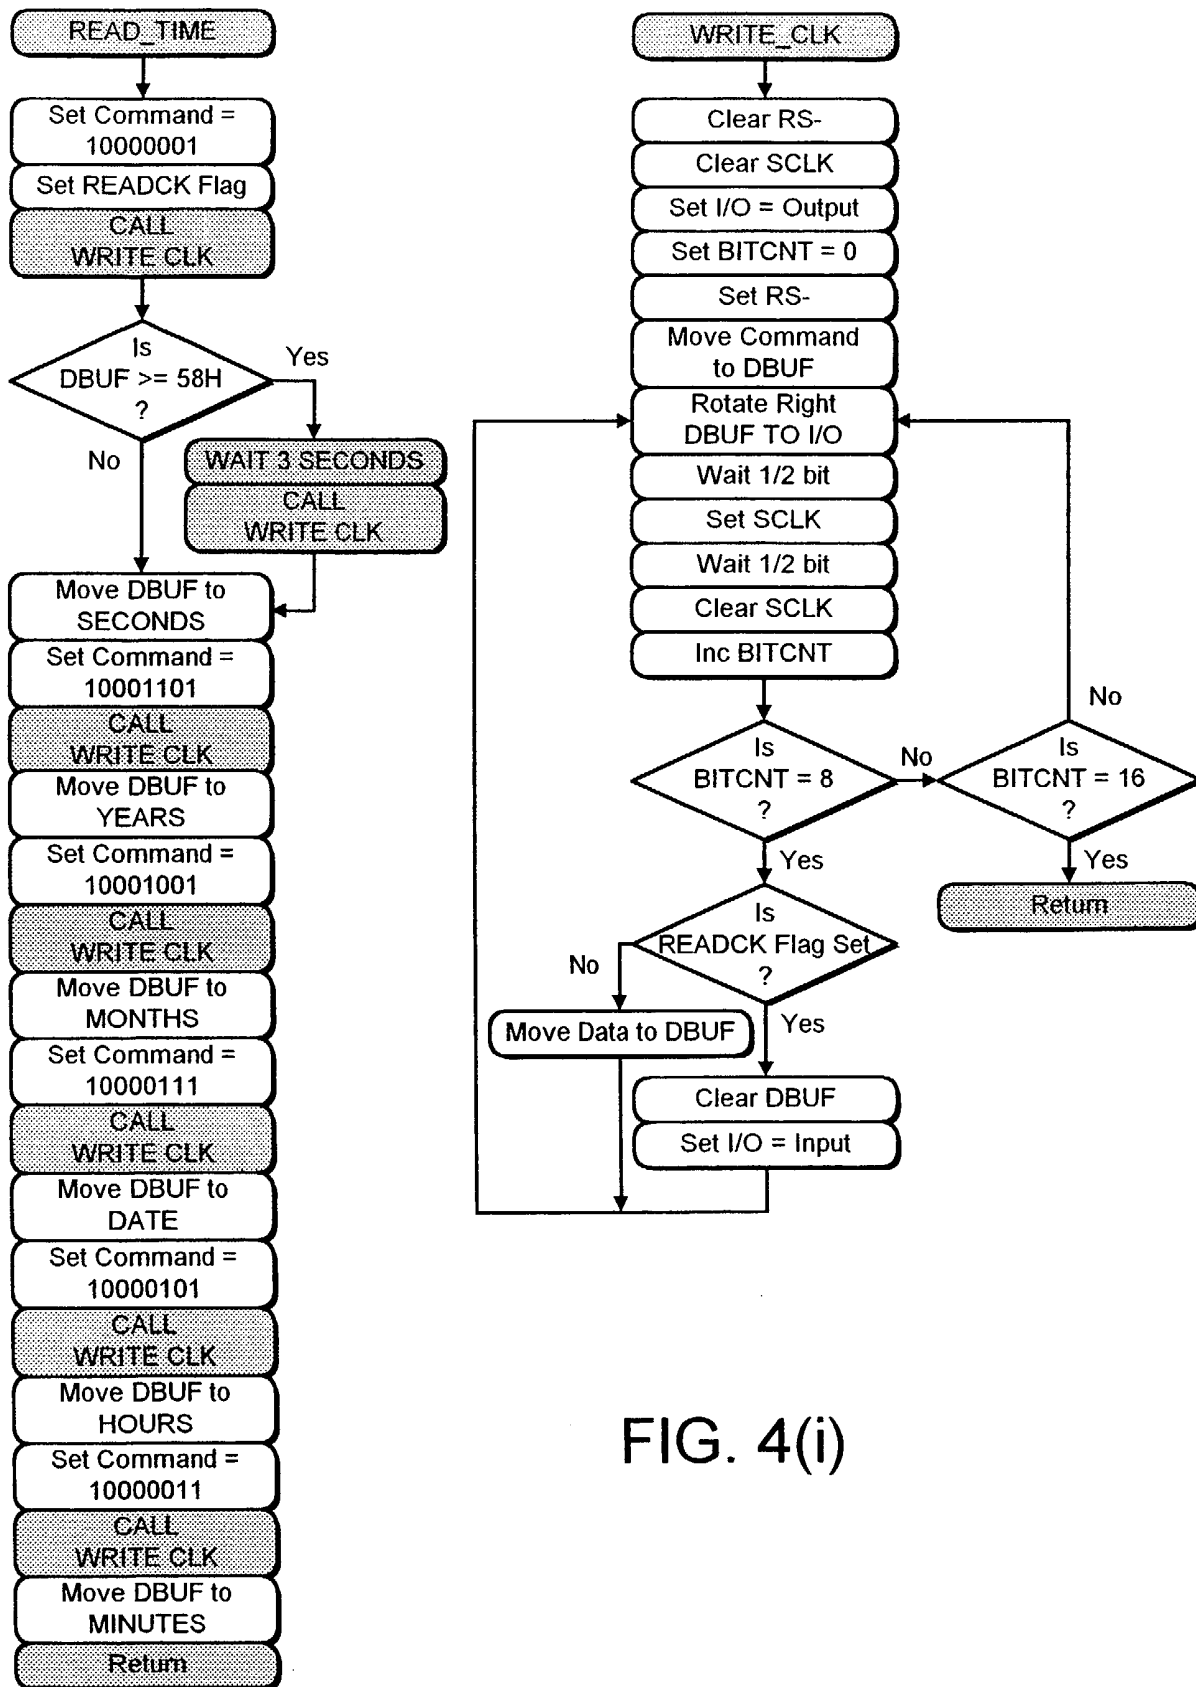 READ_TIME
Set Command =
10000001
Set READCK Flag
CALL
WRITE CLK
Is
DBUF >= 58H
?
Yes
No
WAIT 3 SECONDS
CALL
WRITE CLK
Move DBUF to
SECONDS
Set Command =
10001101
CALL
WRITE CLK
Move DBUF to
YEARS
Set Command =
10001001
CALL
WRITE CLK
Move DBUF to
MONTHS
Set Command =
10000111
CALL
WRITE CLK
Move DBUF to
DATE
Set Command =
10000101
CALL
WRITE CLK
Move DBUF to
HOURS
Set Command =
10000011
CALL
WRITE CLK
Move DBUF to
MINUTES
Return
WRITE_CLK
Clear RS-
Clear SCLK
Set I/O = Output
Set BITCNT = 0
Set RS-
Move Command
to DBUF
Rotate Right
DBUF TO I/O
Wait 1/2 bit
Set SCLK
Wait 1/2 bit
Clear SCLK
Inc BITCNT
Is
BITCNT = 8
?
No
Is
BITCNT = 16
?
No
Yes
Return
Yes
Is
READCK Flag Set
?
No
Move Data to DBUF
Yes
Clear DBUF
Set I/O = Input
FIG. 4(i)